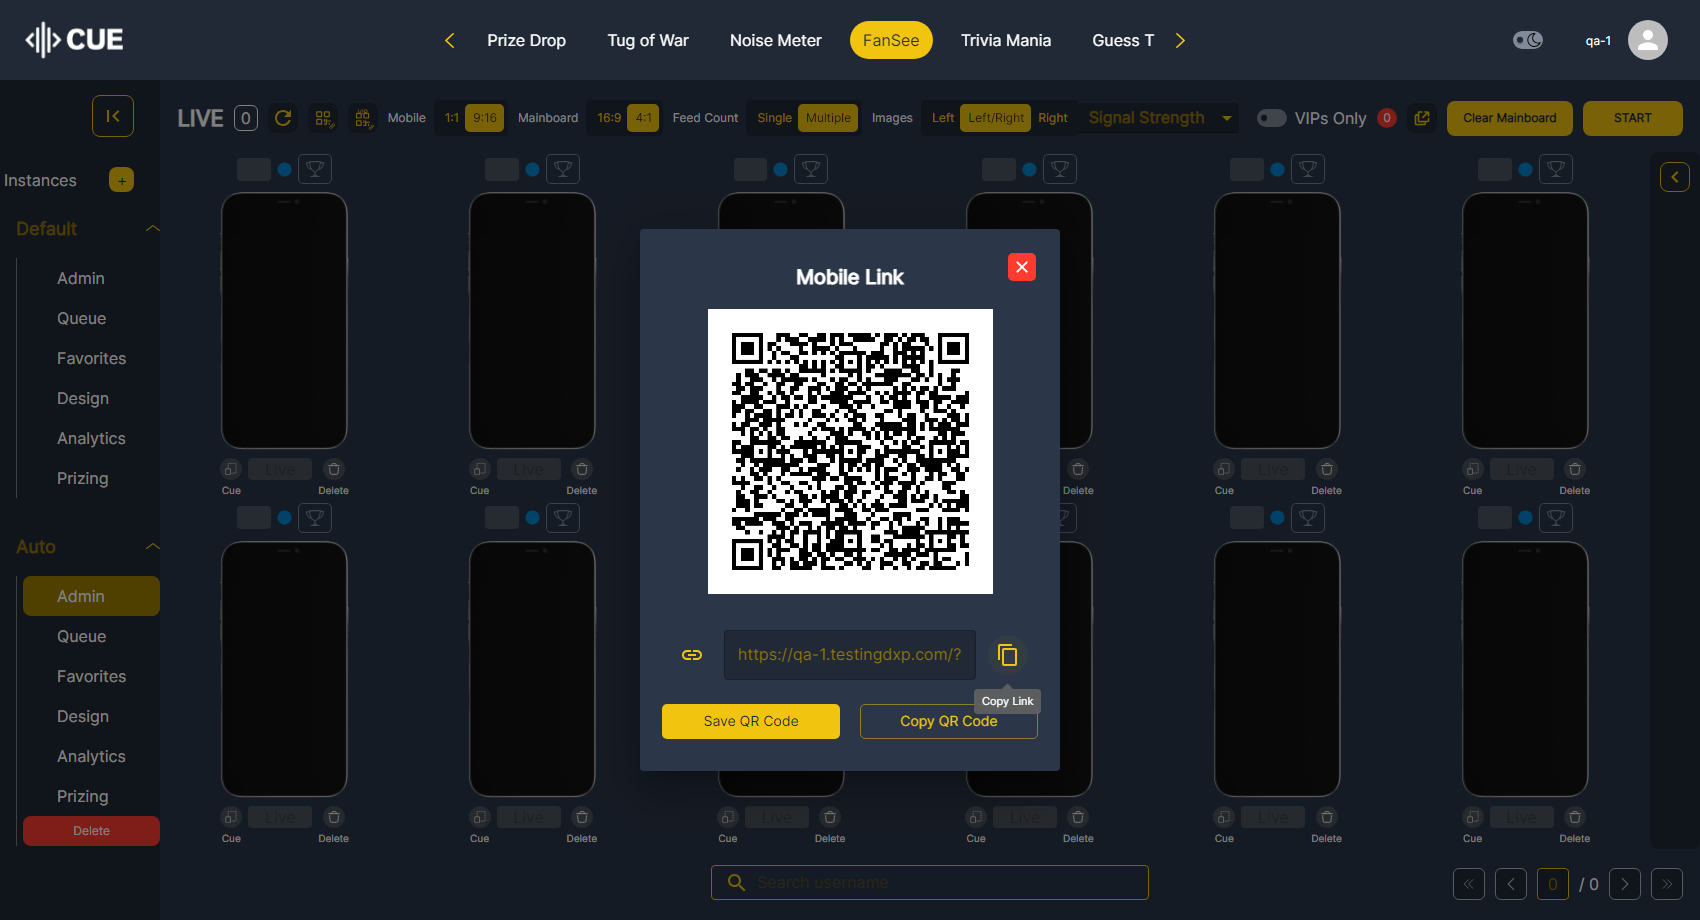 CUE
Prize Drop
Tug of War
Noise Meter
FanSee
Trivia Mania
Guess T
qa-1
LIVE 0
Mobile 1:1 9:16
Mainboard 16:9 4:1
Feed Count Single Multiple
Images Left Left/Right Right
Signal Strength
VIPs Only 0
Clear Mainboard
START
Instances +
Default
Admin
Queue
Favorites
Design
Analytics
Prizing
Auto
Admin
Queue
Favorites
Design
Analytics
Prizing
Delete
Mobile Link
https://qa-1.testingdxp.com/?
Copy Link
Save QR Code
Copy QR Code
Live Live Live Live
Cue Delete Cue Delete Delete Cue Delete Cue Delete
Live Live Live Live Live Live
Cue Delete Cue Delete Cue Delete Cue Delete Cue Delete Cue Delete
Search username
0 / 0